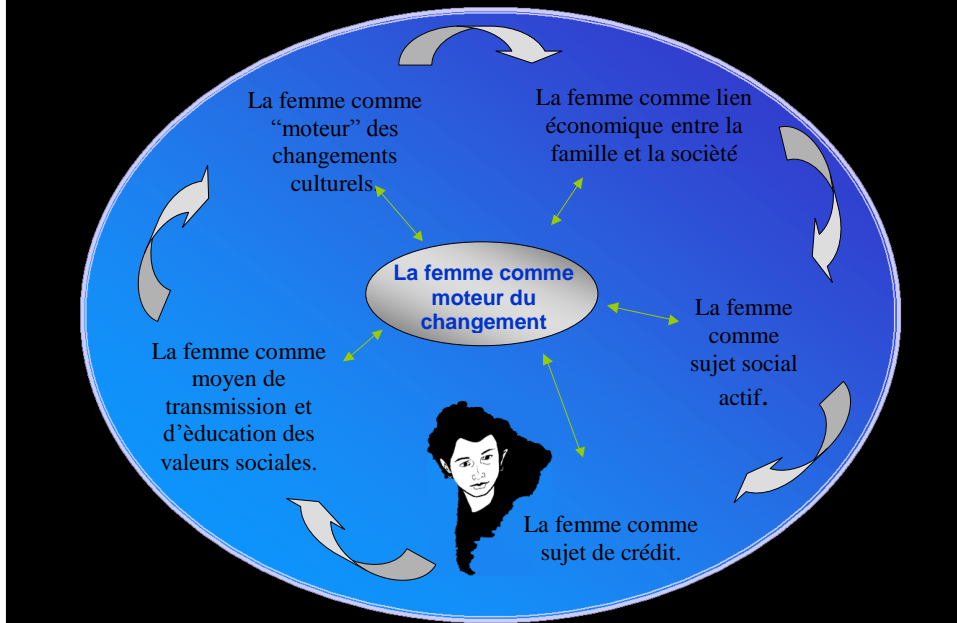 La femme comme
“moteur” des
changements
culturels.
La femme comme lien
économique entre la
famille et la socièté
La femme comme
moteur du
changement
La femme
comme
sujet social
actif.
La femme comme
moyen de
transmission et
d’èducation des
valeurs sociales.
La femme comme
sujet de crédit.